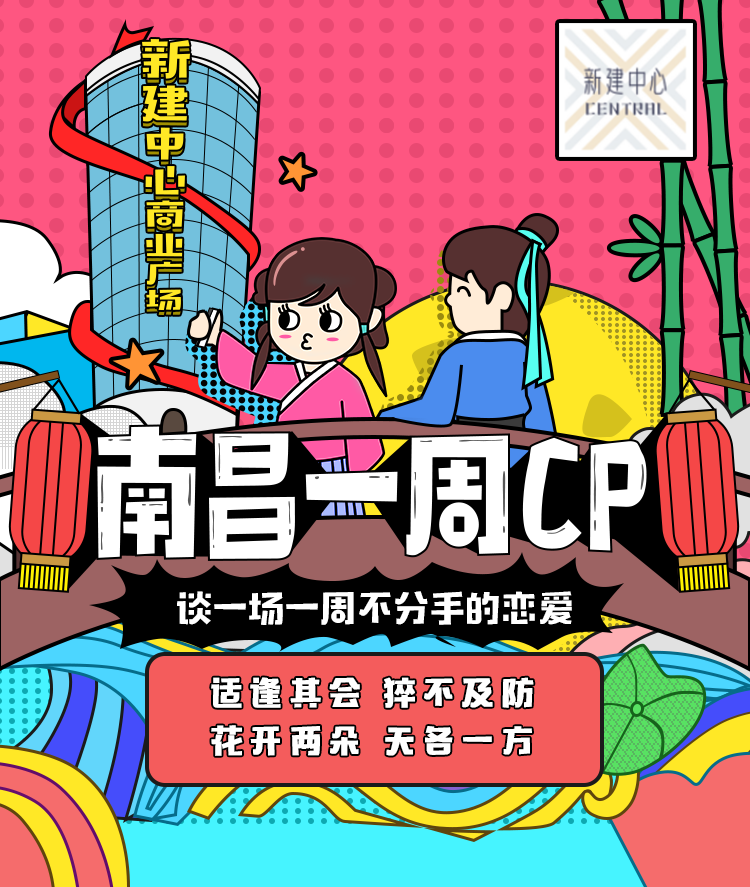 新建中心商业广场
新建中心
CENTRAL
南昌一周CP
谈一场一周不分手的恋爱
适逢其会 猝不及防
花开两朵 天各一方